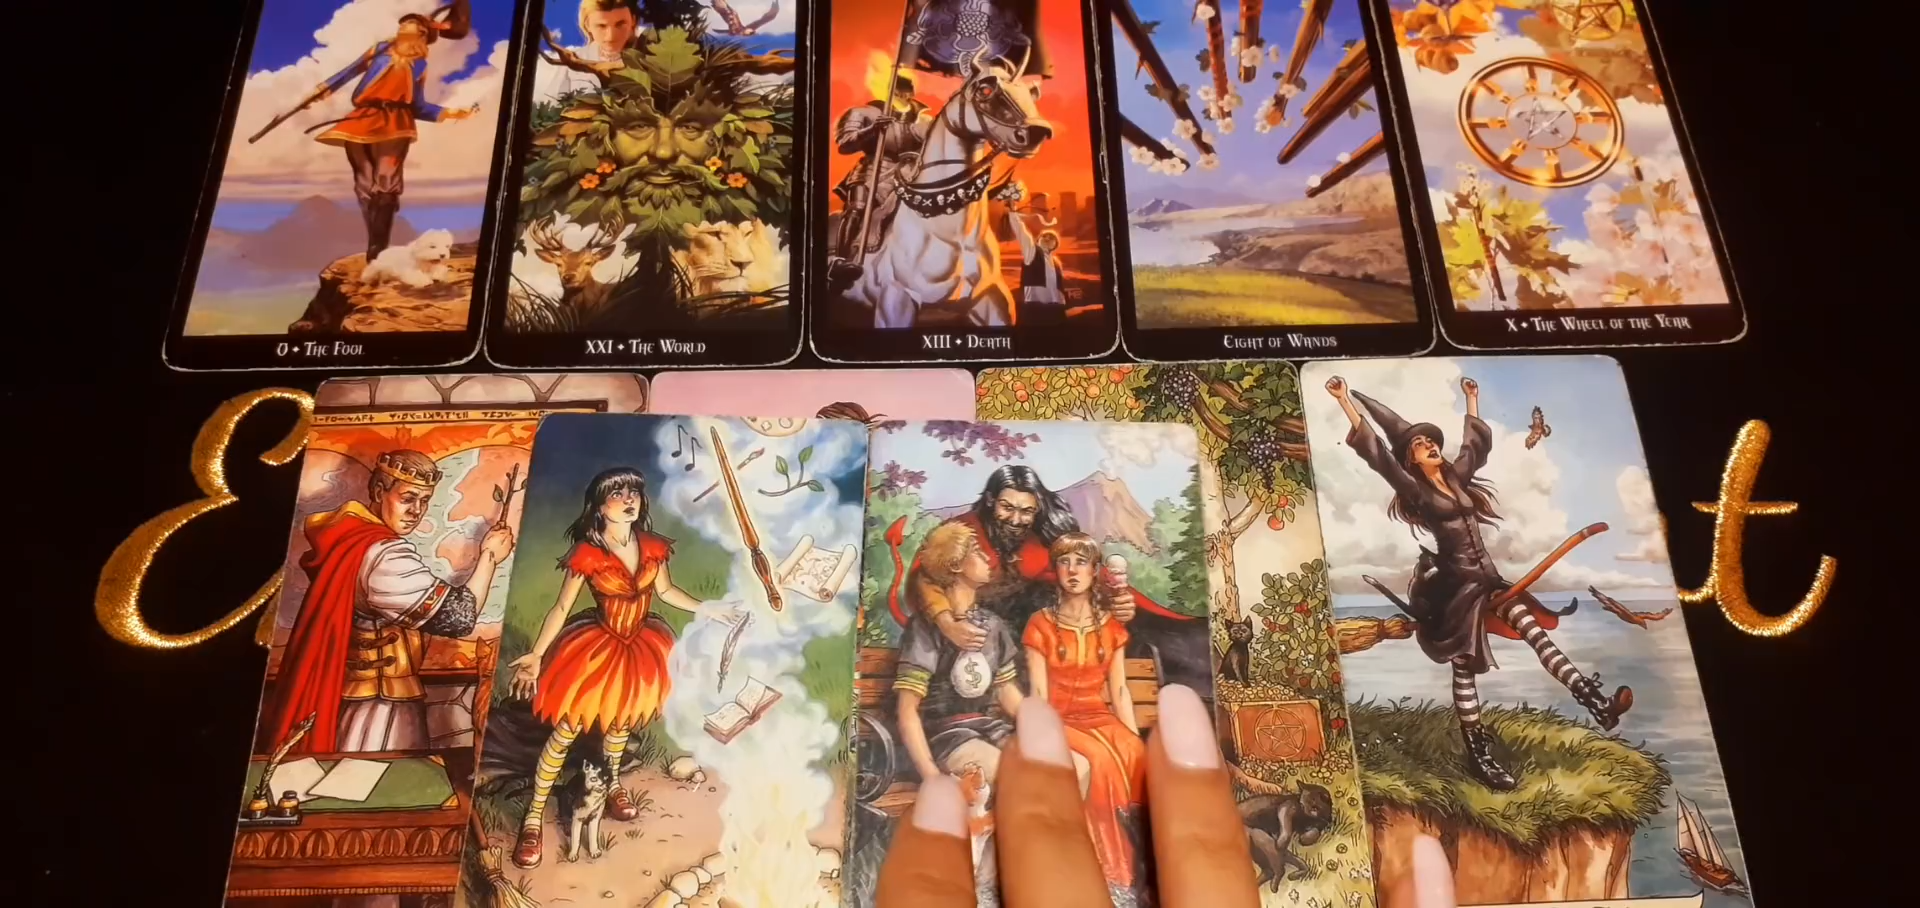 0 ✦ The Fool
XXI ✦ The World
XIII ✦ Death
Eight of Wands
X ✦ The Wheel of the Year
$